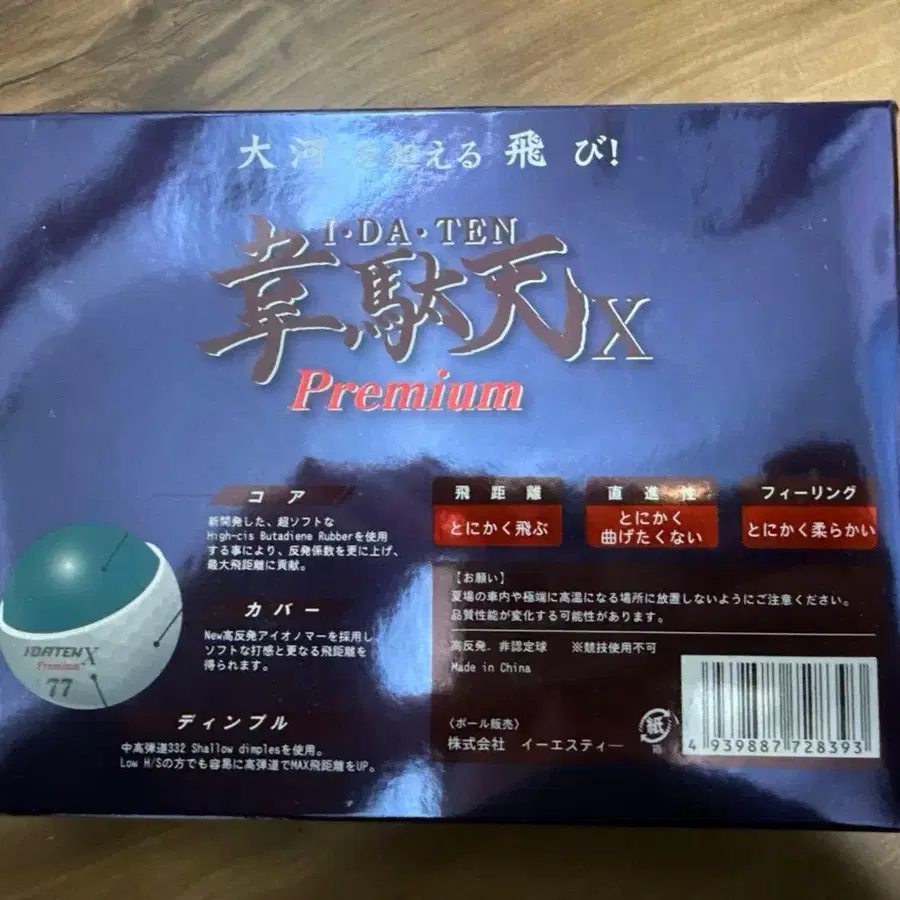 大河を超える飛び!
I・DA・TEN
韋駄天X
Premium
コア
新開発した、超ソフトな
High-cis Butadiene Rubberを使用
する事により、反発係数を更に上げ、
最大飛距離に貢献。
カバー
New高反発アイオノマーを採用し
ソフトな打感と更なる飛距離を
得られます。
ディンプル
中高弾道332 Shallow dimplesを使用。
Low H/Sの方でも容易に高弾道でMAX飛距離をUP。
IDATEN X
Premium
77
飛距離
とにかく飛ぶ
直進性
とにかく
曲げたくない
フィーリング
とにかく柔らかい
【お願い】
夏場の車内や極端に高温になる場所に放置しないようにご注意ください。
品質性能が変化する可能性があります。
高反発、非認定球 ※競技使用不可
Made in China
〈ボール販売〉
株式会社 イーエスティー
紙
箱
4 939887 728393